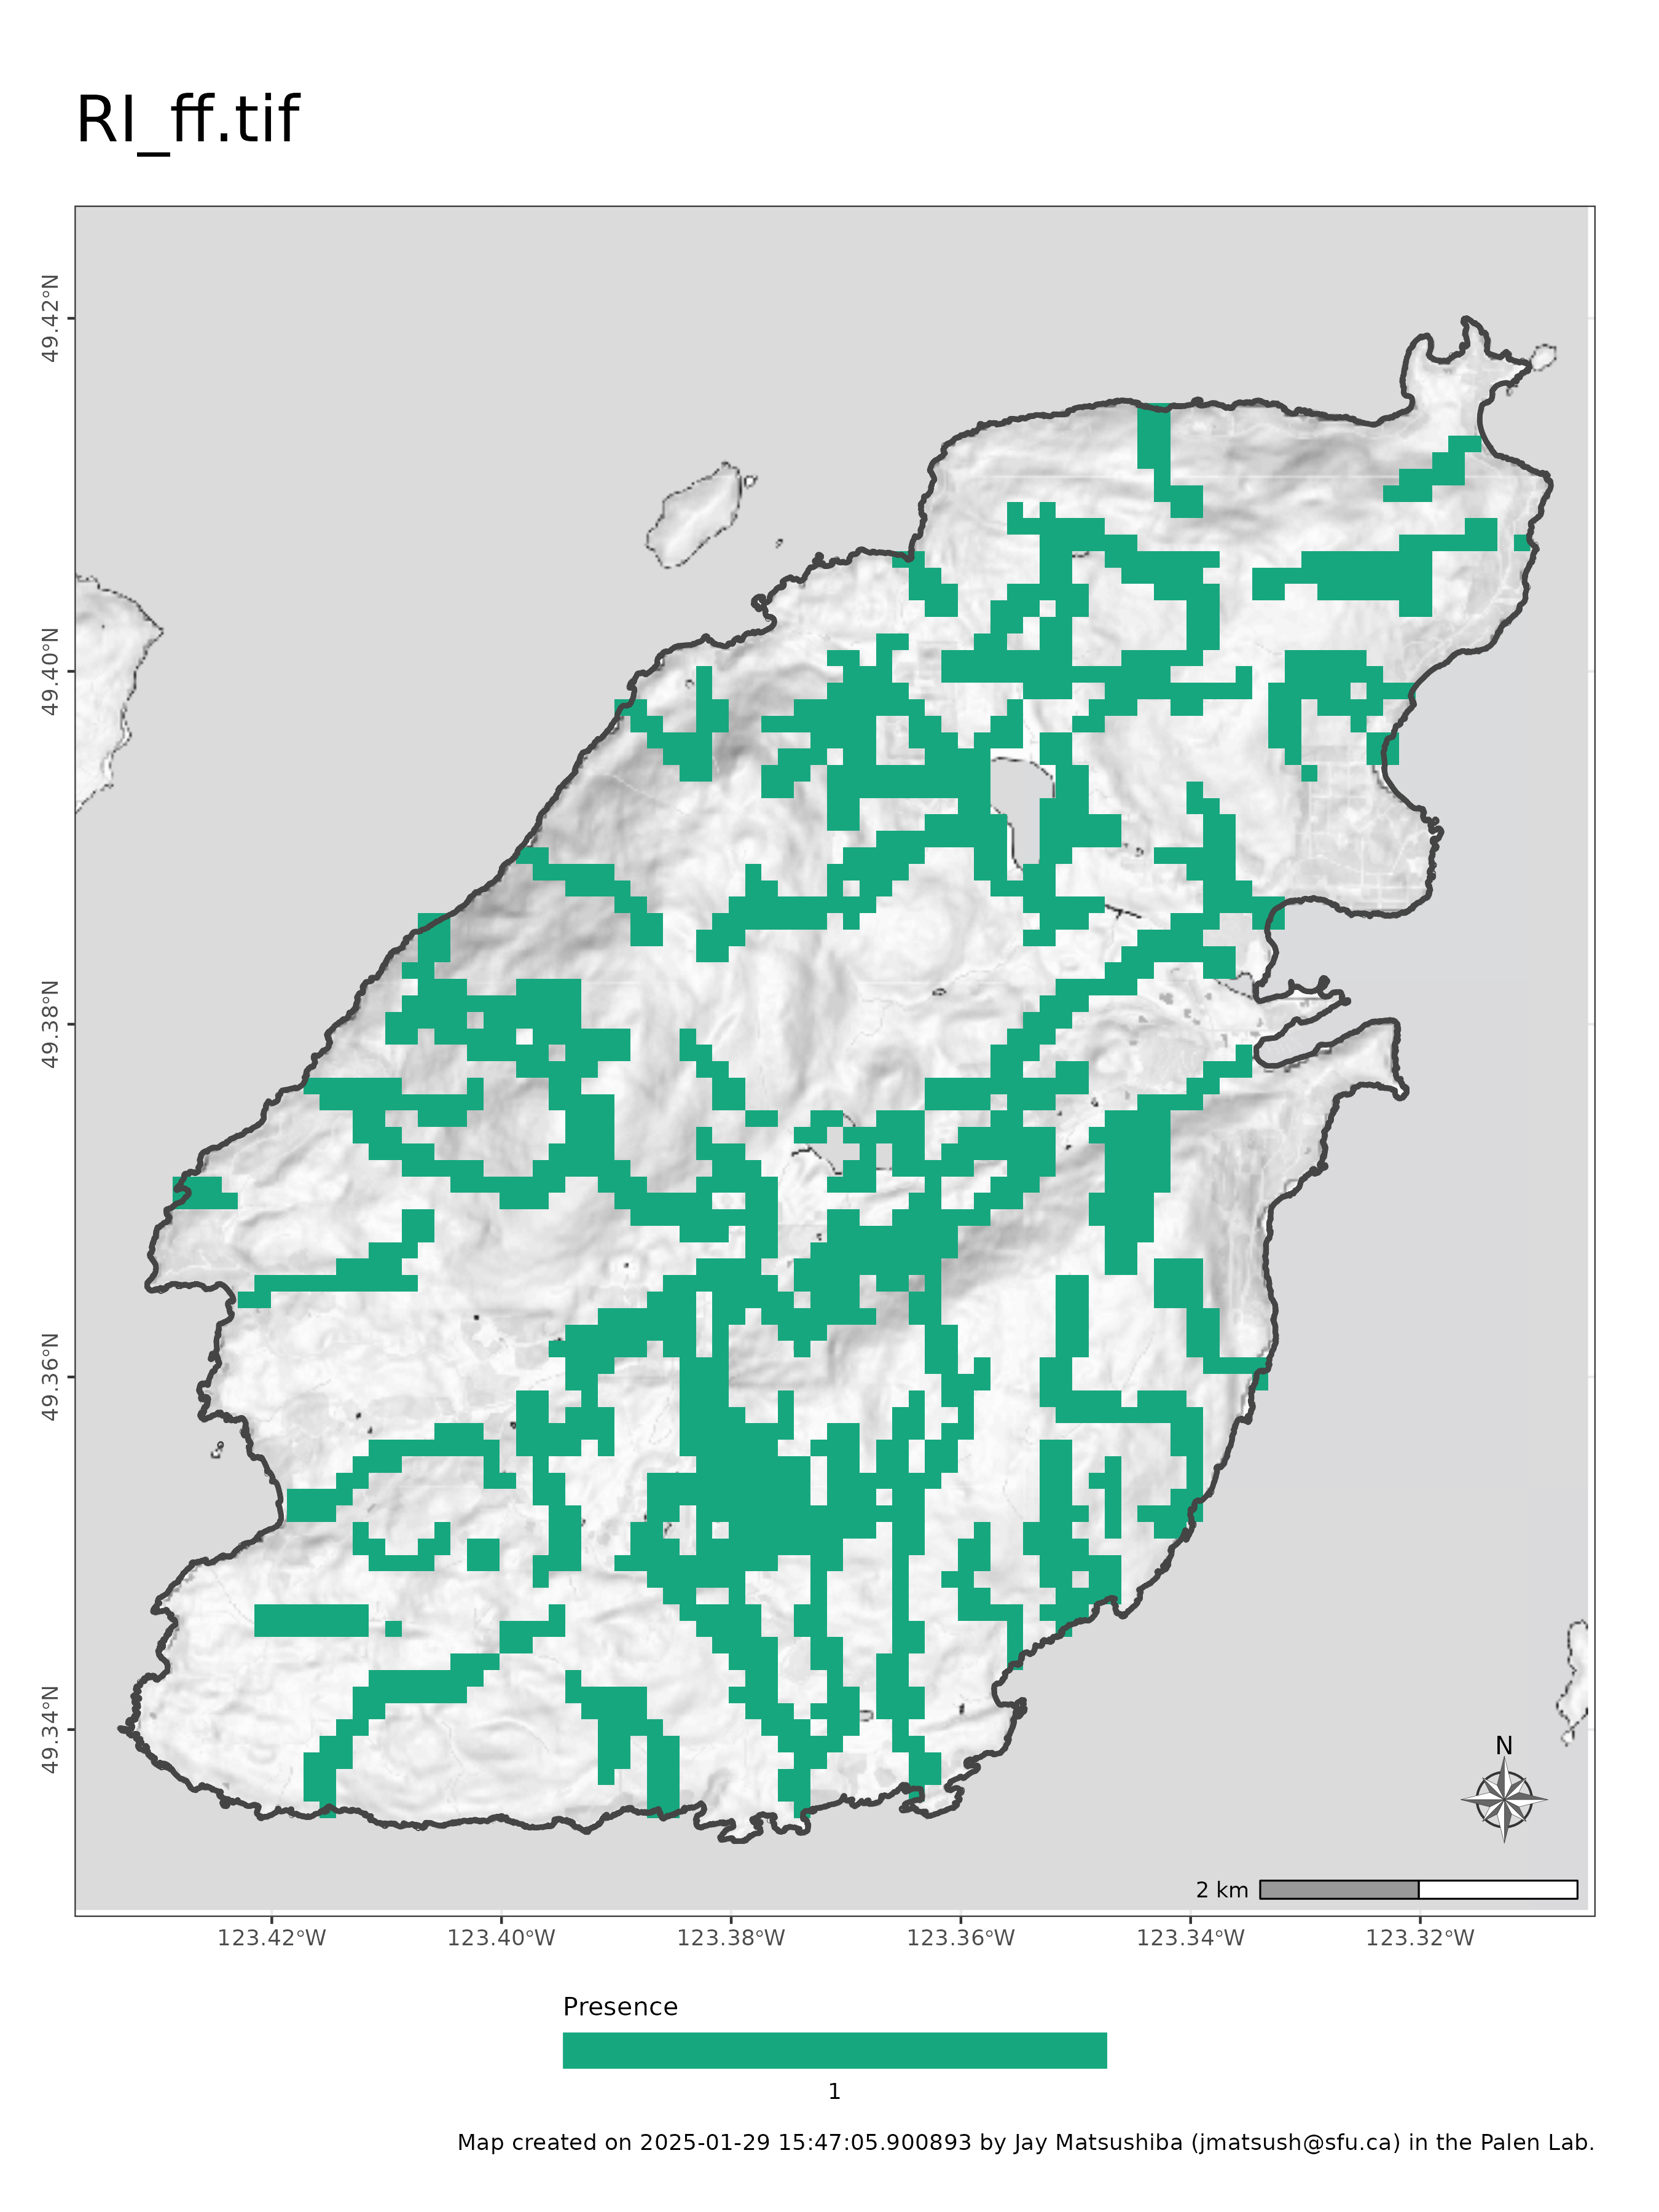 RI_ff.tif
49.42°N
49.40°N
49.38°N
49.36°N
49.34°N
N
2 km
123.42°W 123.40°W 123.38°W 123.36°W 123.34°W 123.32°W
Presence
1
Map created on 2025-01-29 15:47:05.900893 by Jay Matsushiba (jmatsush@sfu.ca) in the Palen Lab.